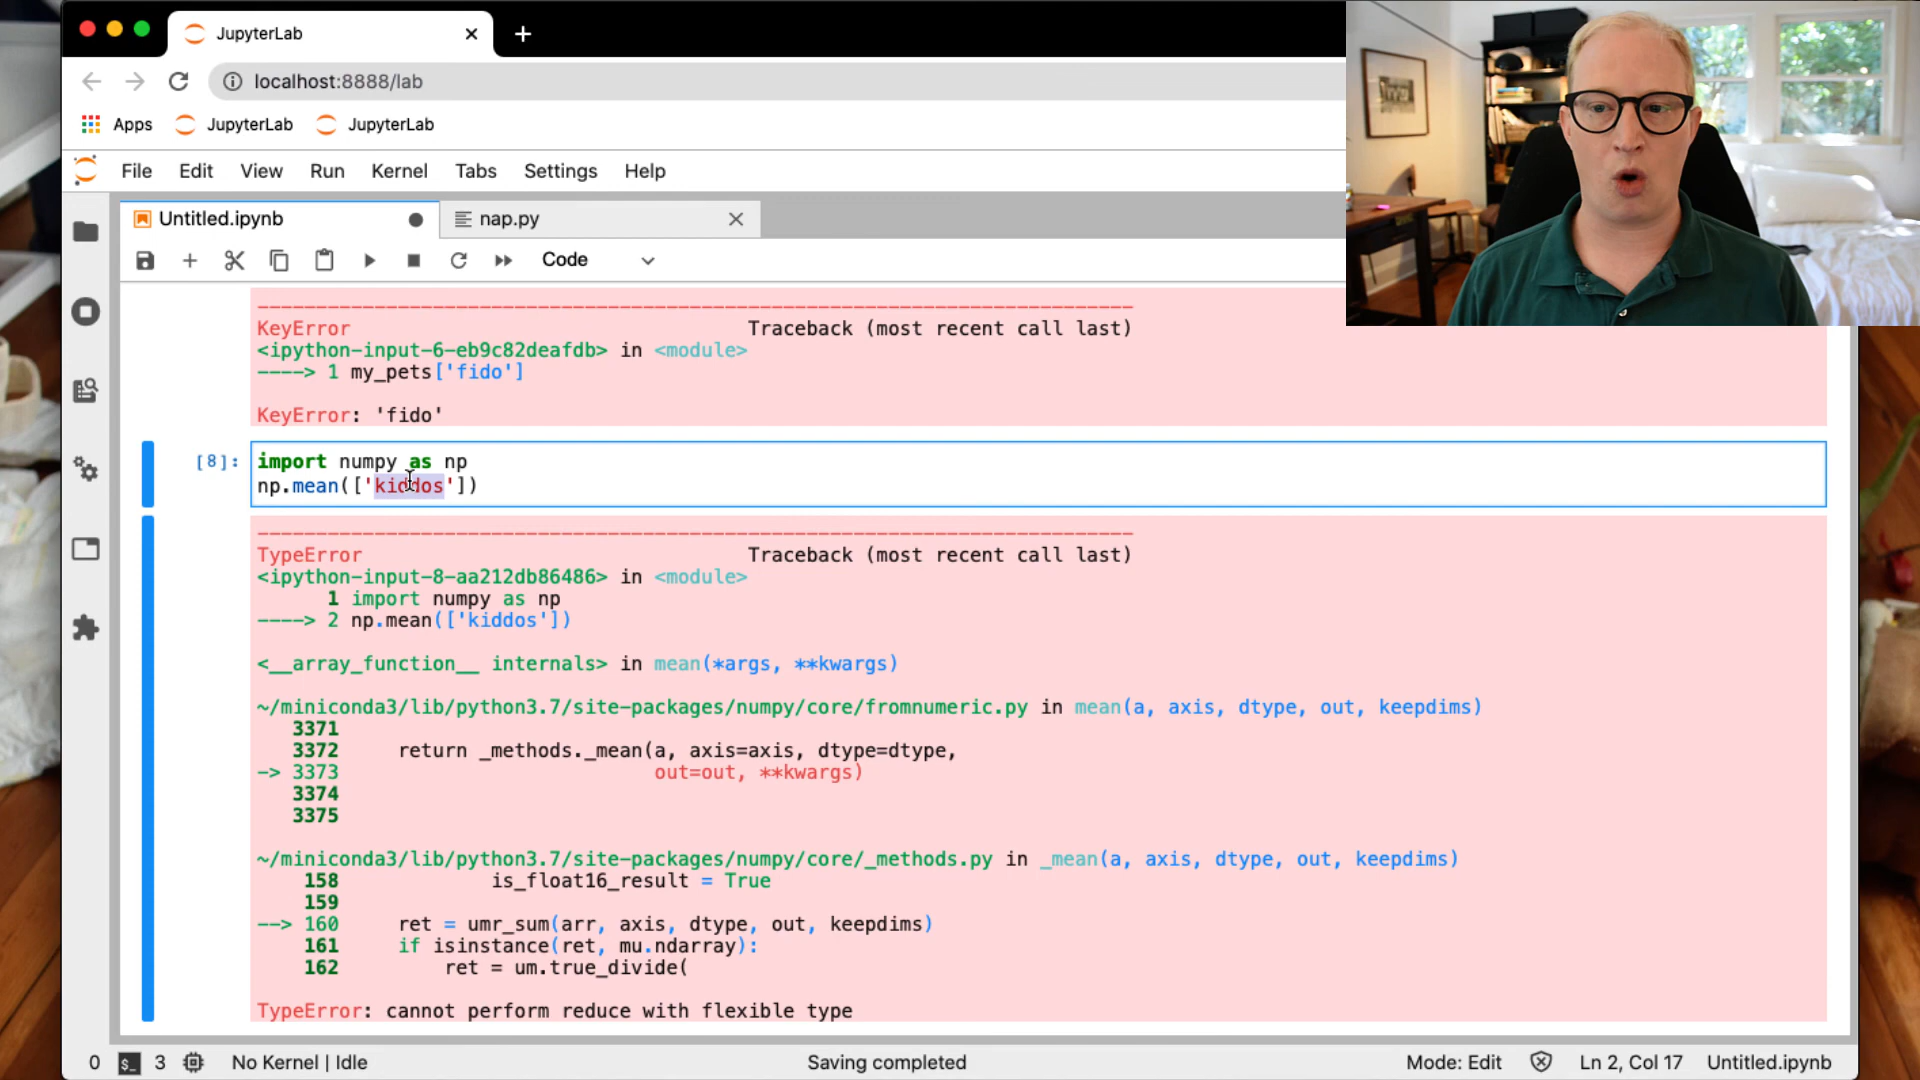 JupyterLab
localhost:8888/lab
Apps JupyterLab JupyterLab
File Edit View Run Kernel Tabs Settings Help
Untitled.ipynb nap.py
Code
---------------------------------------------------------------------------
KeyError Traceback (most recent call last)
<ipython-input-6-eb9c82deafdb> in <module>
----> 1 my_pets['fido']
KeyError: 'fido'
[8]: import numpy as np
np.mean(['kiddos'])
---------------------------------------------------------------------------
TypeError Traceback (most recent call last)
<ipython-input-8-aa212db86486> in <module>
1 import numpy as np
----> 2 np.mean(['kiddos'])
<__array_function__ internals> in mean(*args, **kwargs)
~/miniconda3/lib/python3.7/site-packages/numpy/core/fromnumeric.py in mean(a, axis, dtype, out, keepdims)
3371
3372 return _methods._mean(a, axis=axis, dtype=dtype,
-> 3373 out=out, **kwargs)
3374
3375
~/miniconda3/lib/python3.7/site-packages/numpy/core/_methods.py in _mean(a, axis, dtype, out, keepdims)
158 is_float16_result = True
159
--> 160 ret = umr_sum(arr, axis, dtype, out, keepdims)
161 if isinstance(ret, mu.ndarray):
162 ret = um.true_divide(
TypeError: cannot perform reduce with flexible type
0 $_ 3 No Kernel | Idle Saving completed Mode: Edit Ln 2, Col 17 Untitled.ipynb